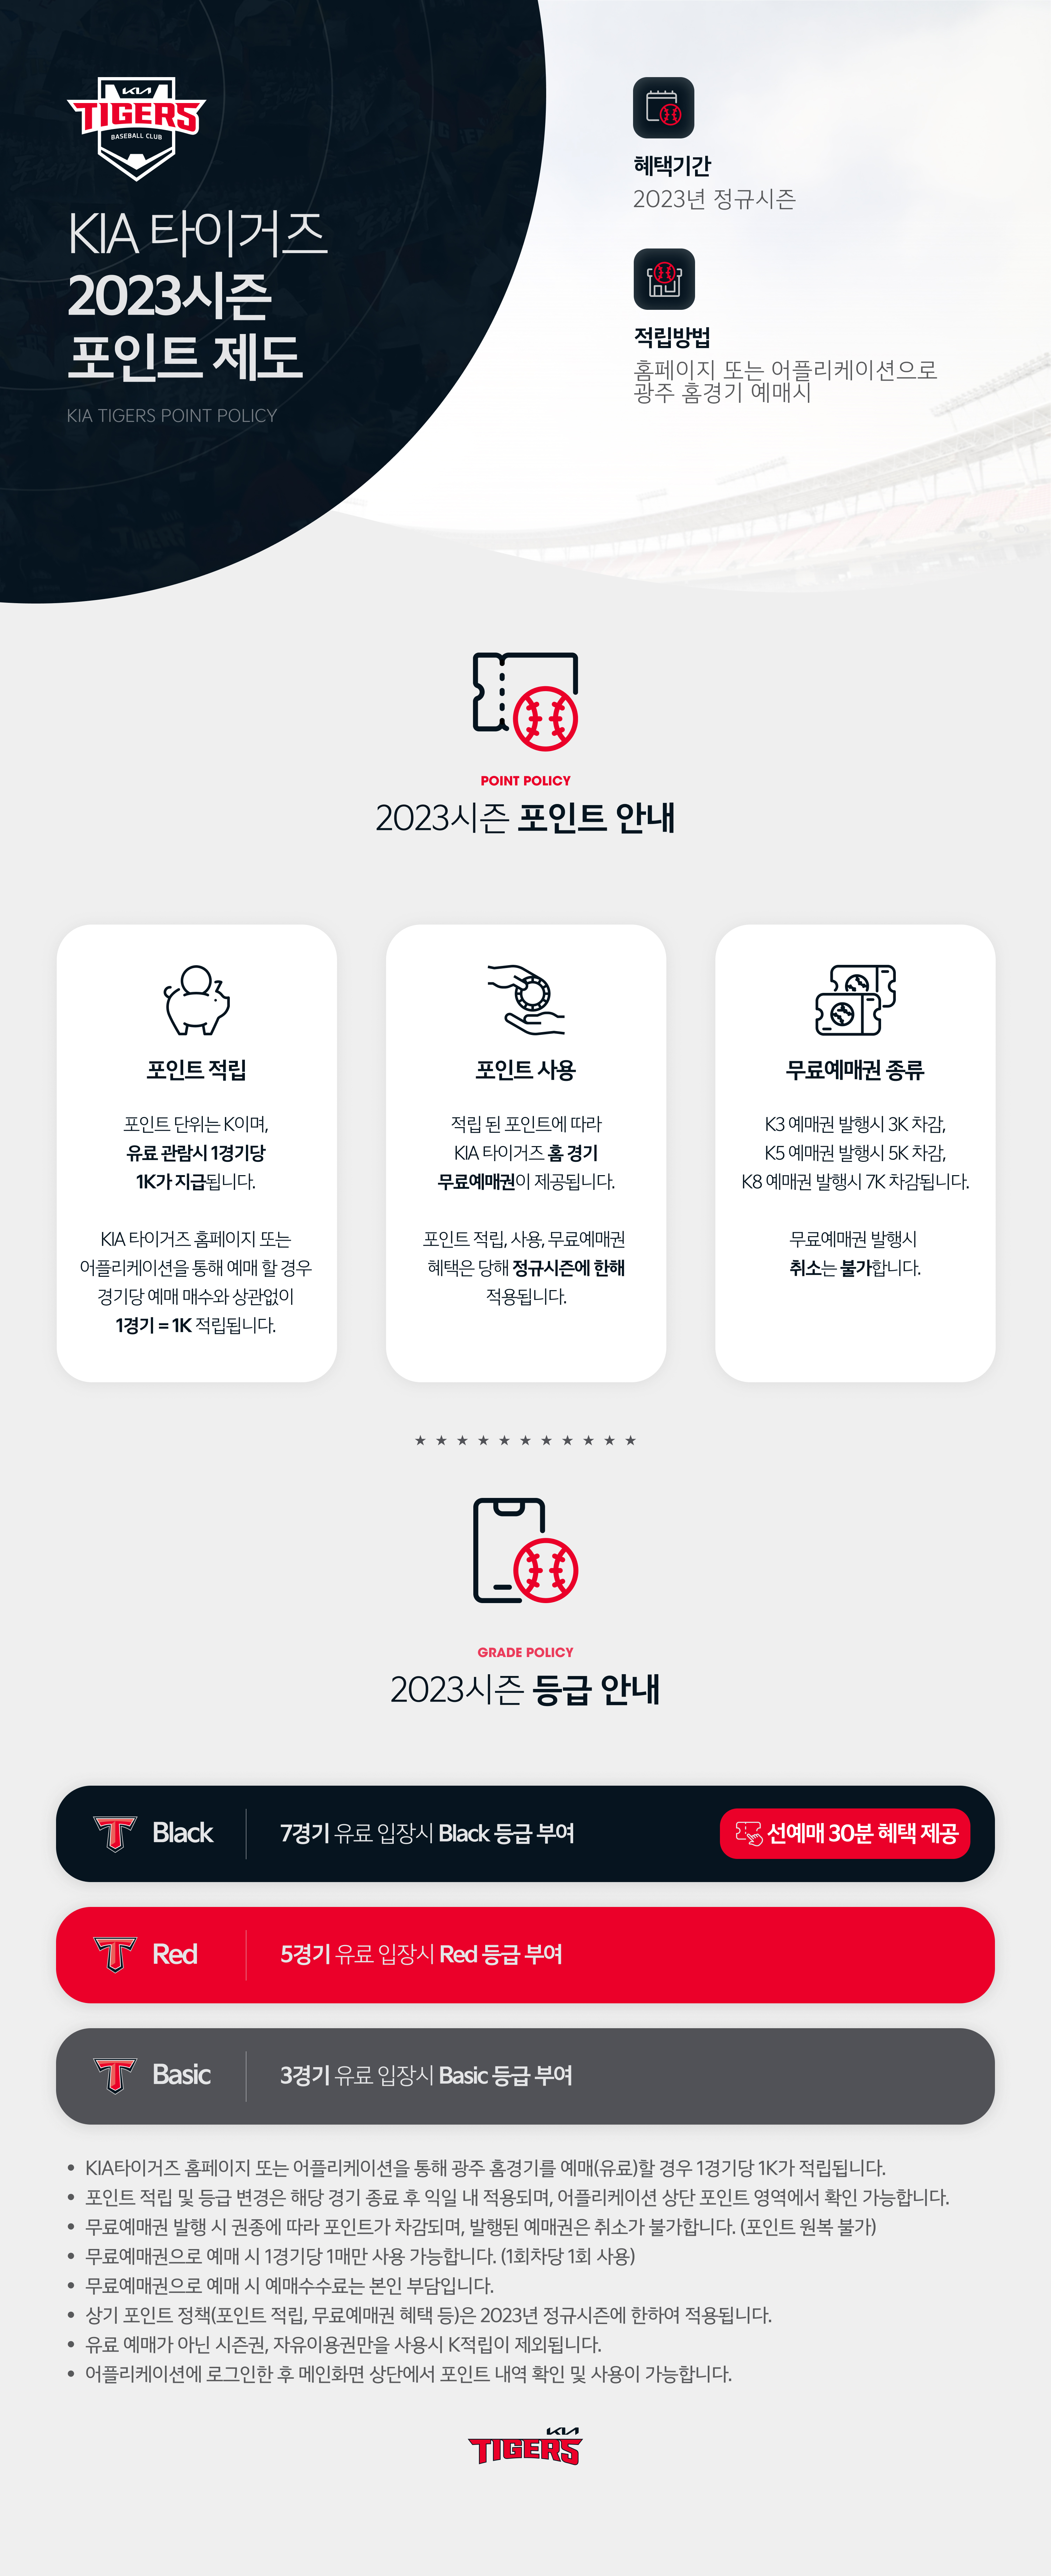 KIA
TIGERS
BASEBALL CLUB
KIA 타이거즈
2023시즌
포인트 제도
KIA TIGERS POINT POLICY
혜택기간
2023년 정규시즌
적립방법
홈페이지 또는 어플리케이션으로
광주 홈경기 예매시
POINT POLICY
2023시즌 포인트 안내
포인트 적립
포인트 단위는 K이며,
유료 관람시 1경기당
1K가 지급됩니다.
KIA 타이거즈 홈페이지 또는
어플리케이션을 통해 예매 할 경우
경기당 예매 매수와 상관없이
1경기 = 1K 적립됩니다.
포인트 사용
적립 된 포인트에 따라
KIA 타이거즈 홈 경기
무료예매권이 제공됩니다.
포인트 적립, 사용, 무료예매권
혜택은 당해 정규시즌에 한해
적용됩니다.
무료예매권 종류
K3 예매권 발행시 3K 차감,
K5 예매권 발행시 5K 차감,
K8 예매권 발행시 7K 차감됩니다.
무료예매권 발행시
취소는 불가합니다.
★ ★ ★ ★ ★ ★ ★ ★ ★ ★ ★
GRADE POLICY
2023시즌 등급 안내
T Black 7경기 유료 입장시 Black 등급 부여 선예매 30분 혜택 제공
T Red 5경기 유료 입장시 Red 등급 부여
T Basic 3경기 유료 입장시 Basic 등급 부여
• KIA타이거즈 홈페이지 또는 어플리케이션을 통해 광주 홈경기를 예매(유료)할 경우 1경기당 1K가 적립됩니다.
• 포인트 적립 및 등급 변경은 해당 경기 종료 후 익일 내 적용되며, 어플리케이션 상단 포인트 영역에서 확인 가능합니다.
• 무료예매권 발행 시 권종에 따라 포인트가 차감되며, 발행된 예매권은 취소가 불가합니다. (포인트 원복 불가)
• 무료예매권으로 예매 시 1경기당 1매만 사용 가능합니다. (1회차당 1회 사용)
• 무료예매권으로 예매 시 예매수수료는 본인 부담입니다.
• 상기 포인트 정책(포인트 적립, 무료예매권 혜택 등)은 2023년 정규시즌에 한하여 적용됩니다.
• 유료 예매가 아닌 시즌권, 자유이용권만을 사용시 K적립이 제외됩니다.
• 어플리케이션에 로그인한 후 메인화면 상단에서 포인트 내역 확인 및 사용이 가능합니다.
KIA
TIGERS